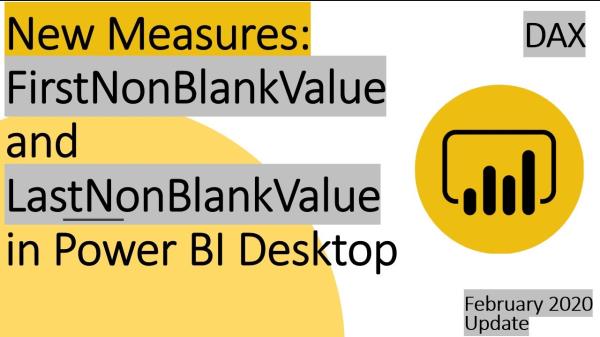 New Measures:
DAX
FirstNonBlankValue
and
LastNonBlankValue
in Power BI Desktop
February 2020
Update